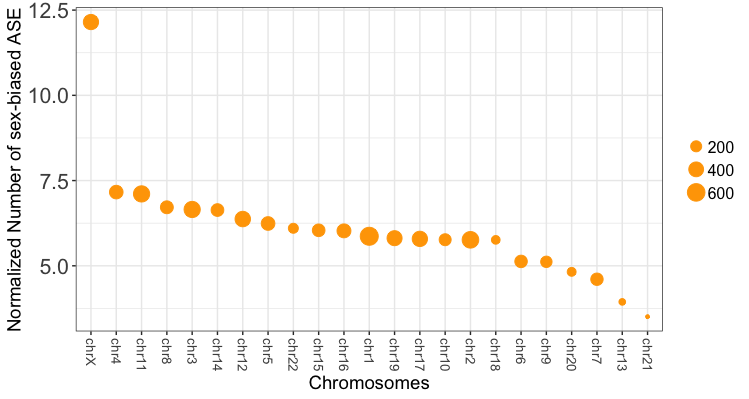 Normalized Number of sex-biased ASE
12.5
10.0
7.5
5.0
chrX chr4 chr11 chr8 chr3 chr14 chr12 chr5 chr22 chr15 chr16 chr1 chr19 chr17 chr10 chr2 chr18 chr6 chr9 chr20 chr7 chr13 chr21
Chromosomes
200
400
600